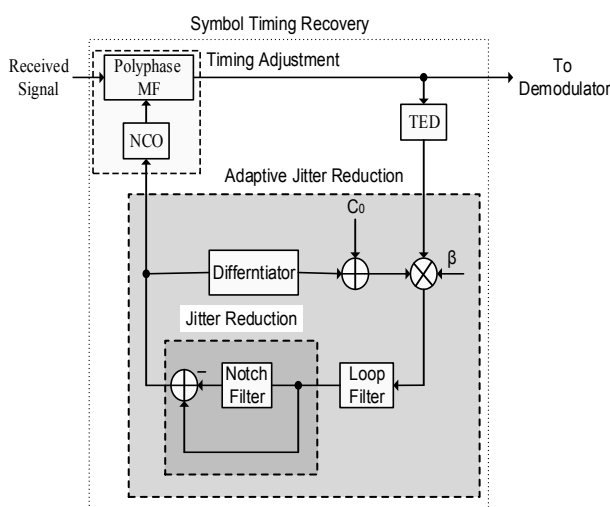 Symbol Timing Recovery
Received
Signal
Polyphase
MF
Timing Adjustment
To
Demodulator
NCO
TED
Adaptive Jitter Reduction
C₀
Differntiator
β
Jitter Reduction
–
Notch
Filter
Loop
Filter